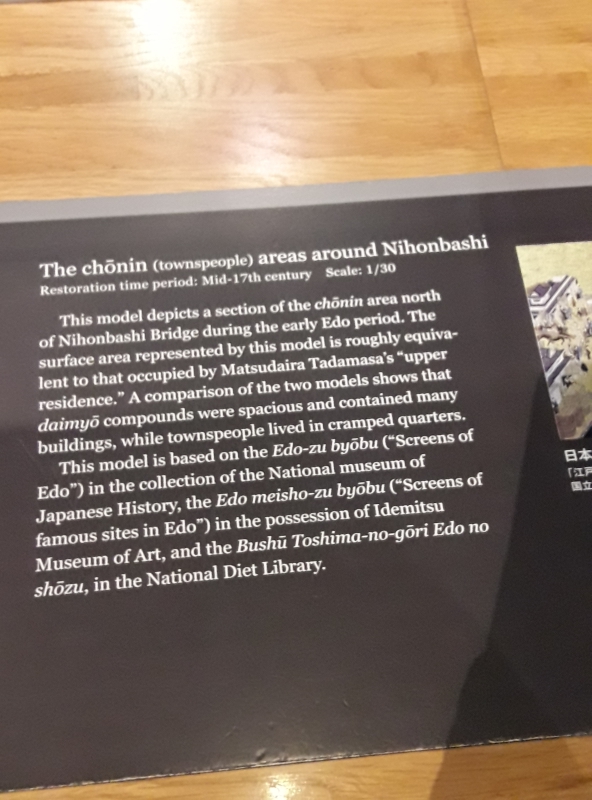 The chōnin (townspeople) areas around Nihonbashi
Restoration time period: Mid-17th century Scale: 1/30
This model depicts a section of the chōnin area north
of Nihonbashi Bridge during the early Edo period. The
surface area represented by this model is roughly equiva-
lent to that occupied by Matsudaira Tadamasa's “upper
residence.” A comparison of the two models shows that
daimyō compounds were spacious and contained many
buildings, while townspeople lived in cramped quarters.
This model is based on the Edo-zu byōbu (“Screens of
Edo”) in the collection of the National museum of
Japanese History, the Edo meisho-zu byōbu (“Screens of
famous sites in Edo”) in the possession of Idemitsu
Museum of Art, and the Bushū Toshima-no-gōri Edo no
shōzu, in the National Diet Library.
日本
「江戸
国立